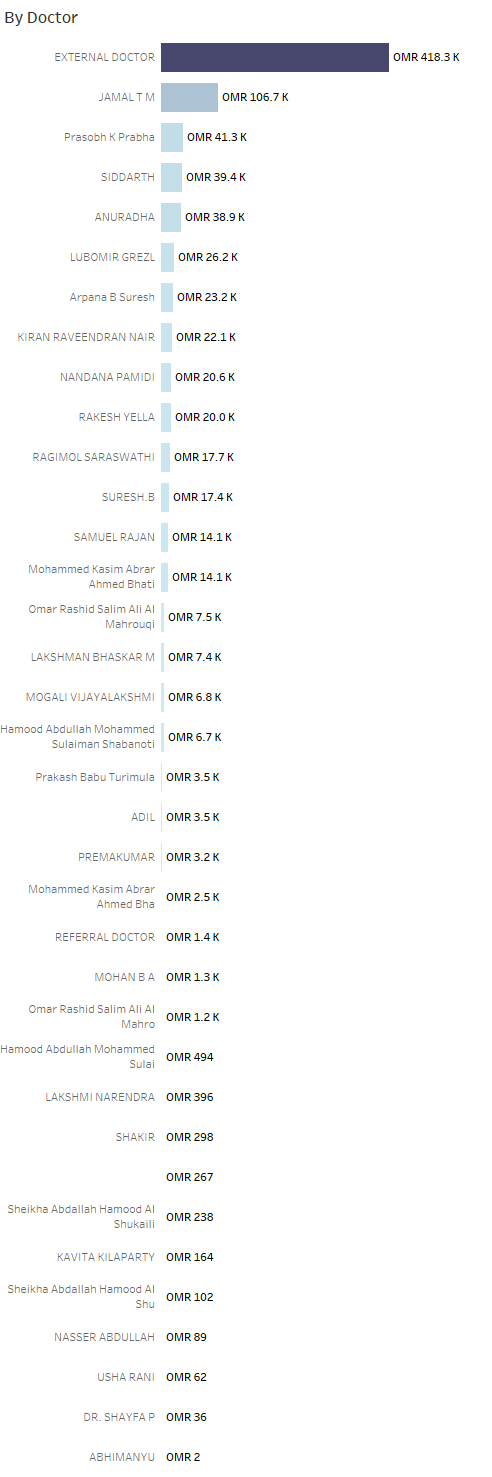 By Doctor
EXTERNAL DOCTOR OMR 418.3 K
JAMAL T M OMR 106.7 K
Prasobh K Prabha OMR 41.3 K
SIDDARTH OMR 39.4 K
ANURADHA OMR 38.9 K
LUBOMIR GREZL OMR 26.2 K
Arpana B Suresh OMR 23.2 K
KIRAN RAVEENDRAN NAIR OMR 22.1 K
NANDANA PAMIDI OMR 20.6 K
RAKESH YELLA OMR 20.0 K
RAGIMOL SARASWATHI OMR 17.7 K
SURESH.B OMR 17.4 K
SAMUEL RAJAN OMR 14.1 K
Mohammed Kasim Abrar
Ahmed Bhati OMR 14.1 K
Omar Rashid Salim Ali Al
Mahrouqi OMR 7.5 K
LAKSHMAN BHASKAR M OMR 7.4 K
MOGALI VIJAYALAKSHMI OMR 6.8 K
Hamood Abdullah Mohammed
Sulaiman Shabanoti OMR 6.7 K
Prakash Babu Turimula OMR 3.5 K
ADIL OMR 3.5 K
PREMAKUMAR OMR 3.2 K
Mohammed Kasim Abrar
Ahmed Bha OMR 2.5 K
REFERRAL DOCTOR OMR 1.4 K
MOHAN B A OMR 1.3 K
Omar Rashid Salim Ali Al
Mahro OMR 1.2 K
Hamood Abdullah Mohammed
Sulai OMR 494
LAKSHMI NARENDRA OMR 396
SHAKIR OMR 298
OMR 267
Sheikha Abdallah Hamood Al
Shukaili OMR 238
KAVITA KILAPARTY OMR 164
Sheikha Abdallah Hamood Al
Shu OMR 102
NASSER ABDULLAH OMR 89
USHA RANI OMR 62
DR. SHAYFA P OMR 36
ABHIMANYU OMR 2